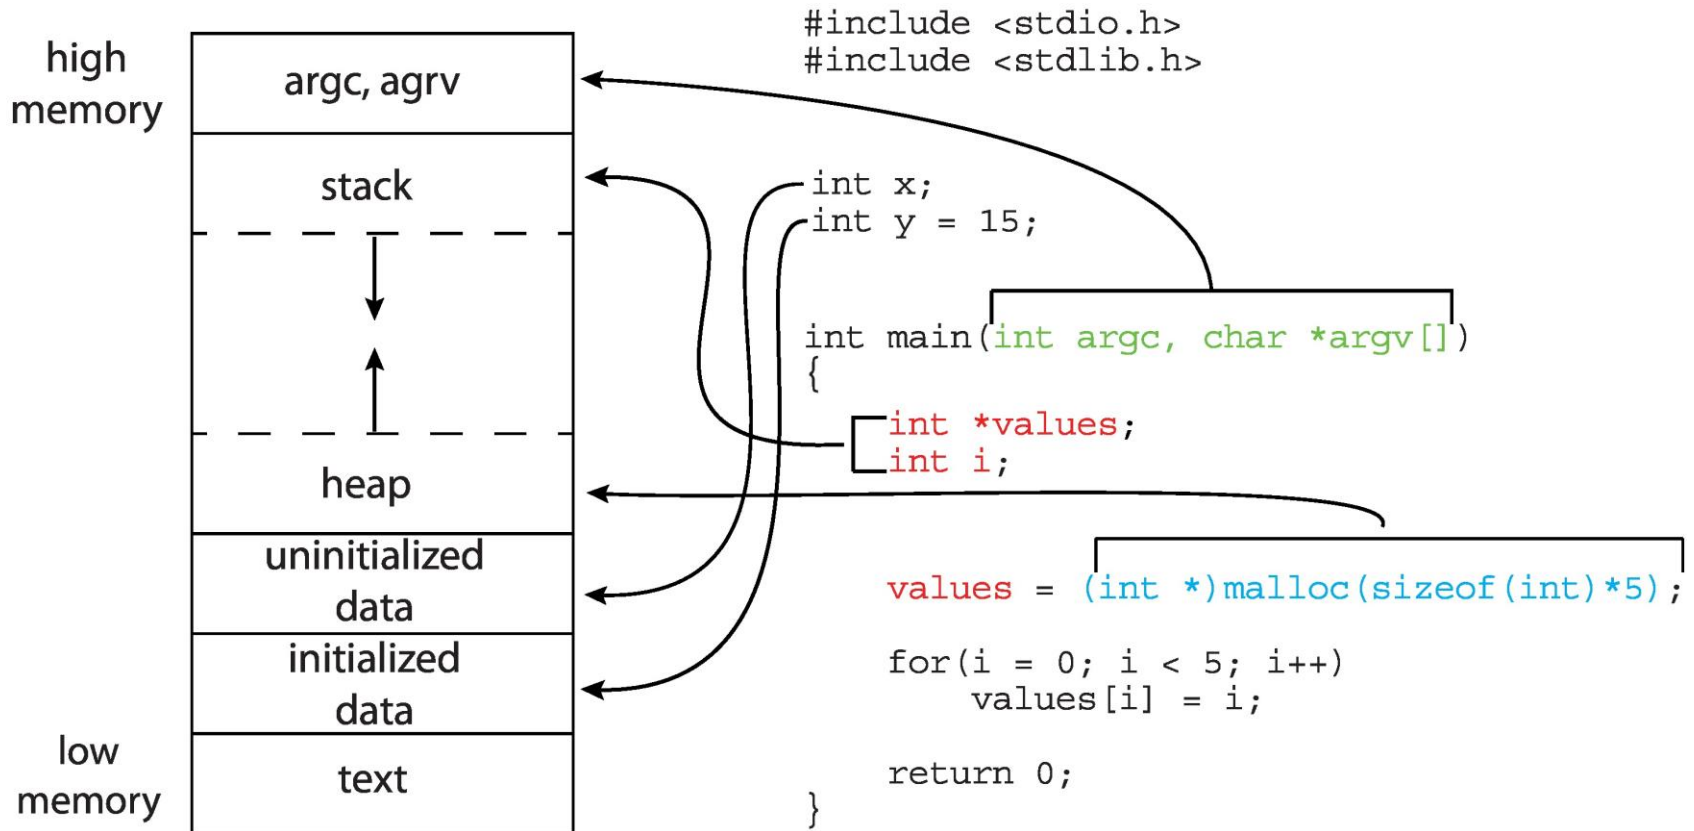 high
memory
argc, agrv
stack
heap
uninitialized
data
initialized
data
low
memory
text
#include <stdio.h>
#include <stdlib.h>
int x;
int y = 15;
int main(int argc, char *argv[])
{
int *values;
int i;
values = (int *)malloc(sizeof(int)*5);
for(i = 0; i < 5; i++)
values[i] = i;
return 0;
}